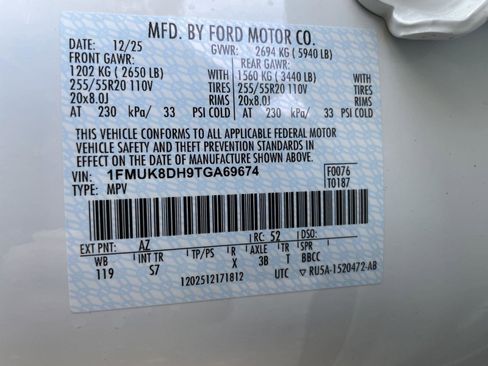 MFD. BY FORD MOTOR CO.
DATE: 12/25 GVWR: 2694 KG ( 5940 LB)
FRONT GAWR: REAR GAWR:
1202 KG ( 2650 LB) WITH 1560 KG ( 3440 LB) WITH
255/55R20 110V TIRES 255/55R20 110V TIRES
20x8.0J RIMS 20x8.0J RIMS
AT 230 kPa/ 33 PSI COLD AT 230 kPa/ 33 PSI COLD
THIS VEHICLE CONFORMS TO ALL APPLICABLE FEDERAL MOTOR
VEHICLE SAFETY AND THEFT PREVENTION STANDARDS IN
EFFECT ON THE DATE OF MANUFACTURE SHOWN ABOVE.
VIN: 1FMUK8DH9TGA69674 F0076
TYPE: MPV T0187
EXT PNT: AZ RC: 52 DSO:
WB INT TR TP/PS R AXLE TR SPR
119 S7 X 3B T BBCC
1202512171812 UTC ▽ RU5A-1520472-AB